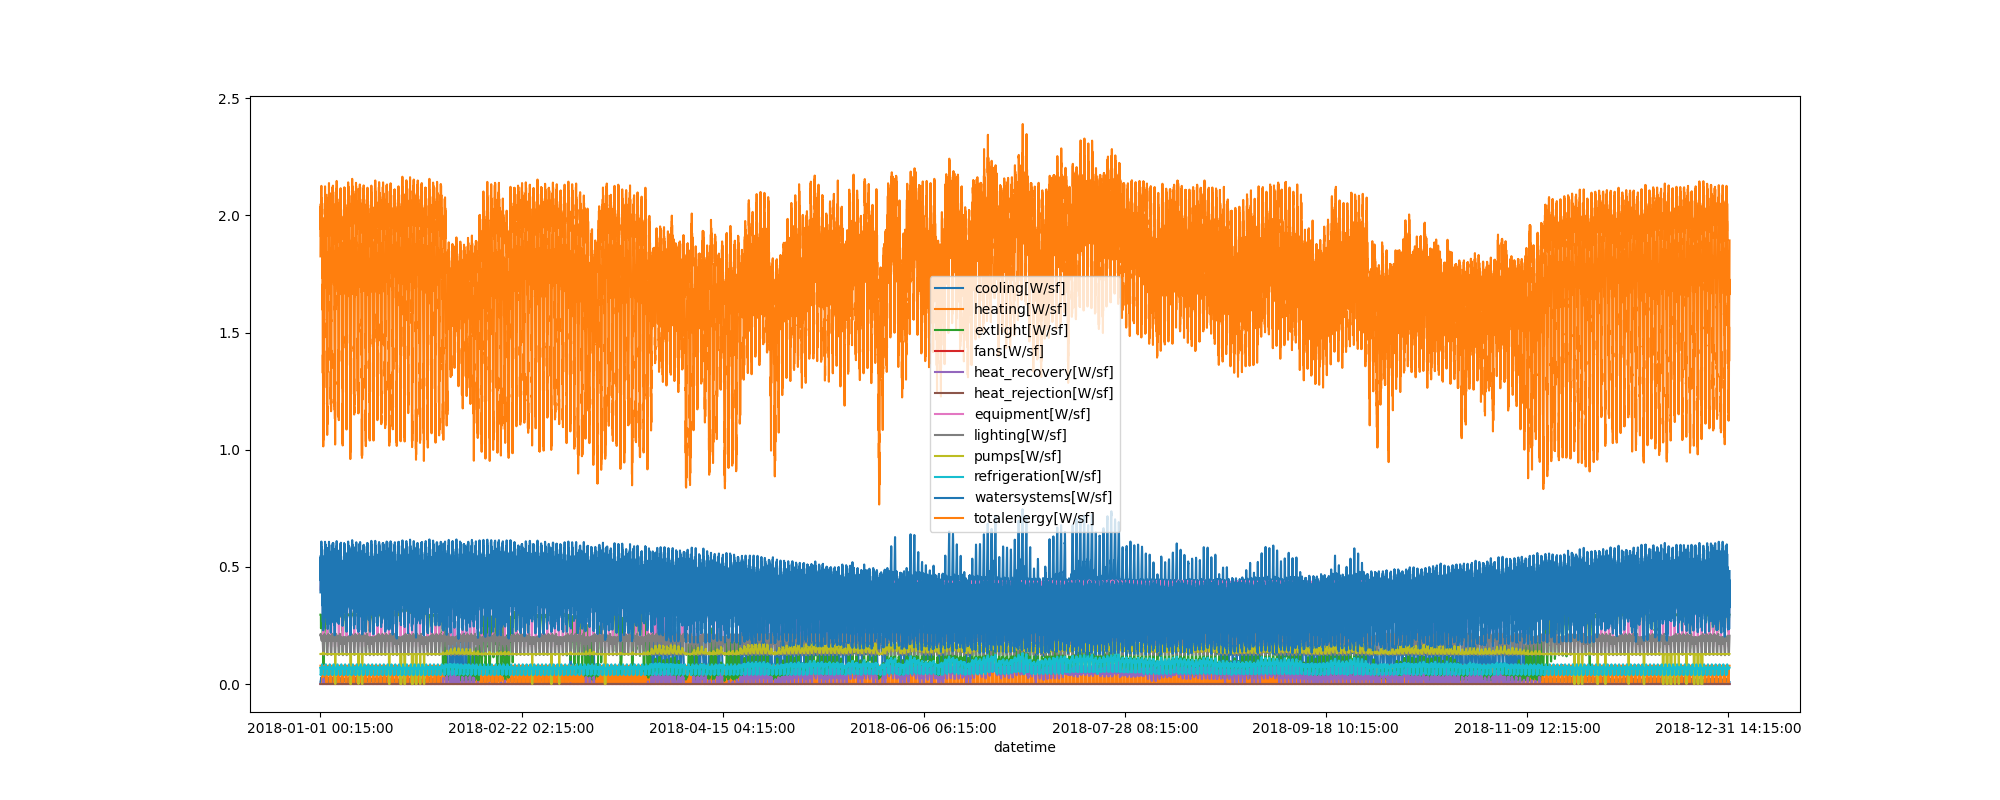 2.5
2.0
1.5
1.0
0.5
0.0
cooling[W/sf]
heating[W/sf]
extlight[W/sf]
fans[W/sf]
heat_recovery[W/sf]
heat_rejection[W/sf]
equipment[W/sf]
lighting[W/sf]
pumps[W/sf]
refrigeration[W/sf]
watersystems[W/sf]
totalenergy[W/sf]
2018-01-01 00:15:00 2018-02-22 02:15:00 2018-04-15 04:15:00 2018-06-06 06:15:00 2018-07-28 08:15:00 2018-09-18 10:15:00 2018-11-09 12:15:00 2018-12-31 14:15:00
datetime